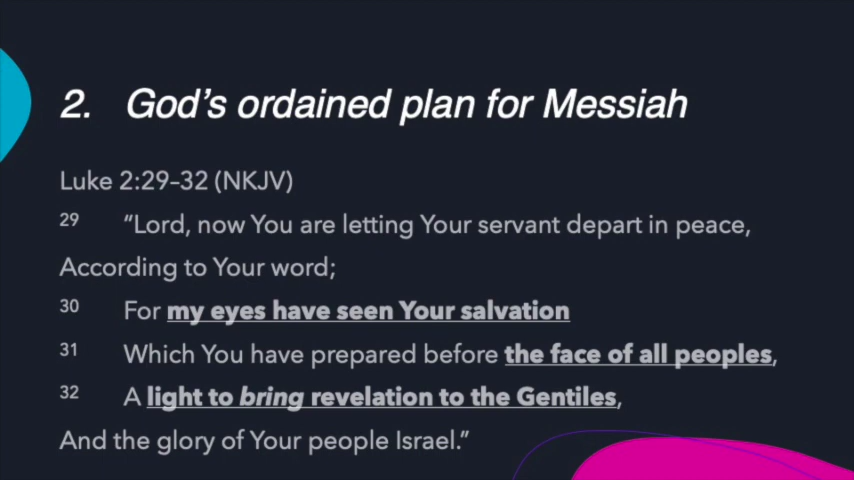 2. God’s ordained plan for Messiah
Luke 2:29–32 (NKJV)
29 “Lord, now You are letting Your servant depart in peace,
According to Your word;
30 For my eyes have seen Your salvation
31 Which You have prepared before the face of all peoples,
32 A light to bring revelation to the Gentiles,
And the glory of Your people Israel.”